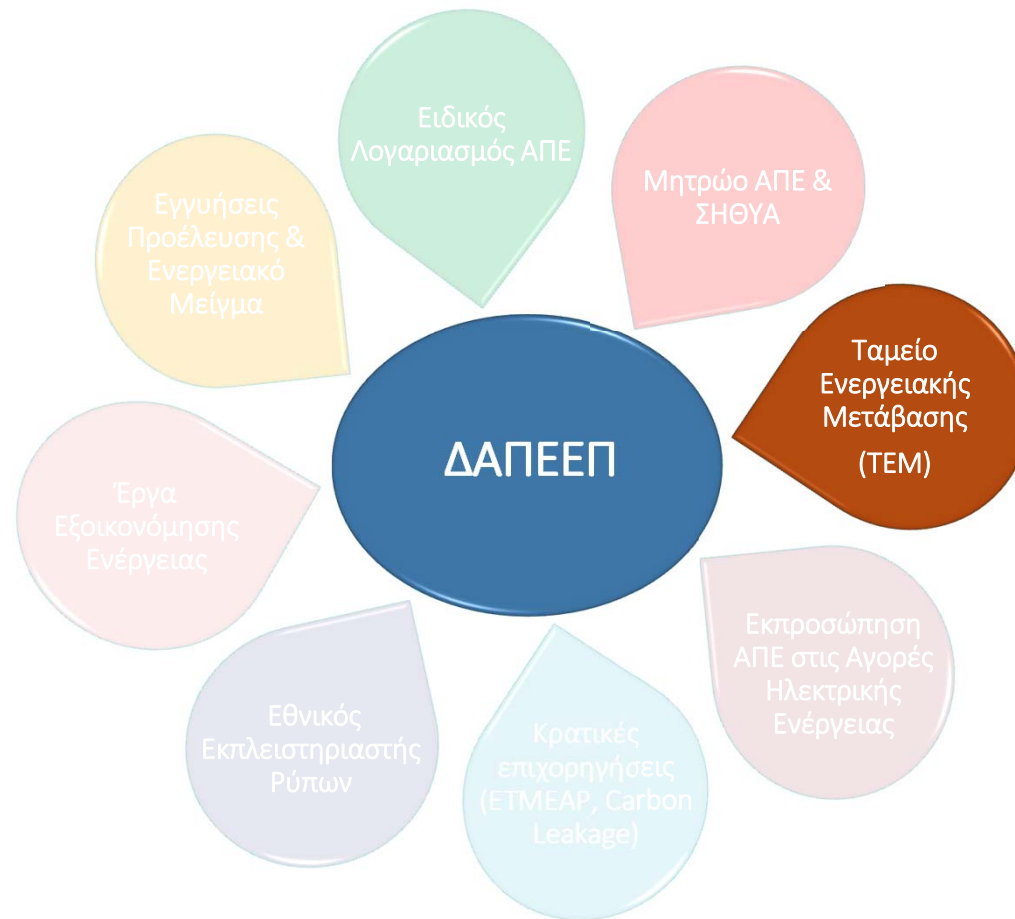 Ειδικός
Λογαριασμός ΑΠΕ
Μητρώο ΑΠΕ &
ΣΗΘΥΑ
Εγγυήσεις
Προέλευσης &
Ενεργειακό
Μείγμα
Ταμείο
Ενεργειακής
Μετάβασης
(ΤΕΜ)
ΔΑΠΕΕΠ
Έργα
Εξοικονόμησης
Ενέργειας
Εκπροσώπηση
ΑΠΕ στις Αγορές
Ηλεκτρικής
Ενέργειας
Εθνικός
Εκπλειστηριαστής
Ρύπων
Κρατικές
επιχορηγήσεις
(ΕΤΜΕΑΡ, Carbon
Leakage)